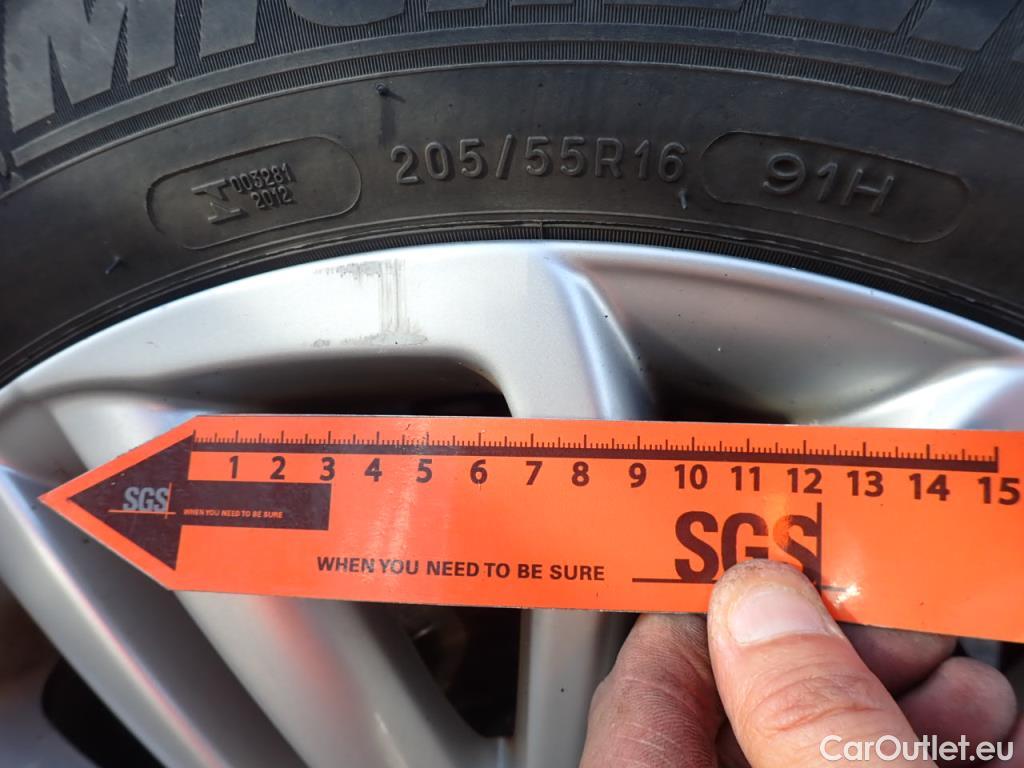 MICHELIN
205/55R16
91H
003281
2012
1 2 3 4 5 6 7 8 9 10 11 12 13 14 15
SGS
WHEN YOU NEED TO BE SURE
SGS
WHEN YOU NEED TO BE SURE
CarOutlet.eu